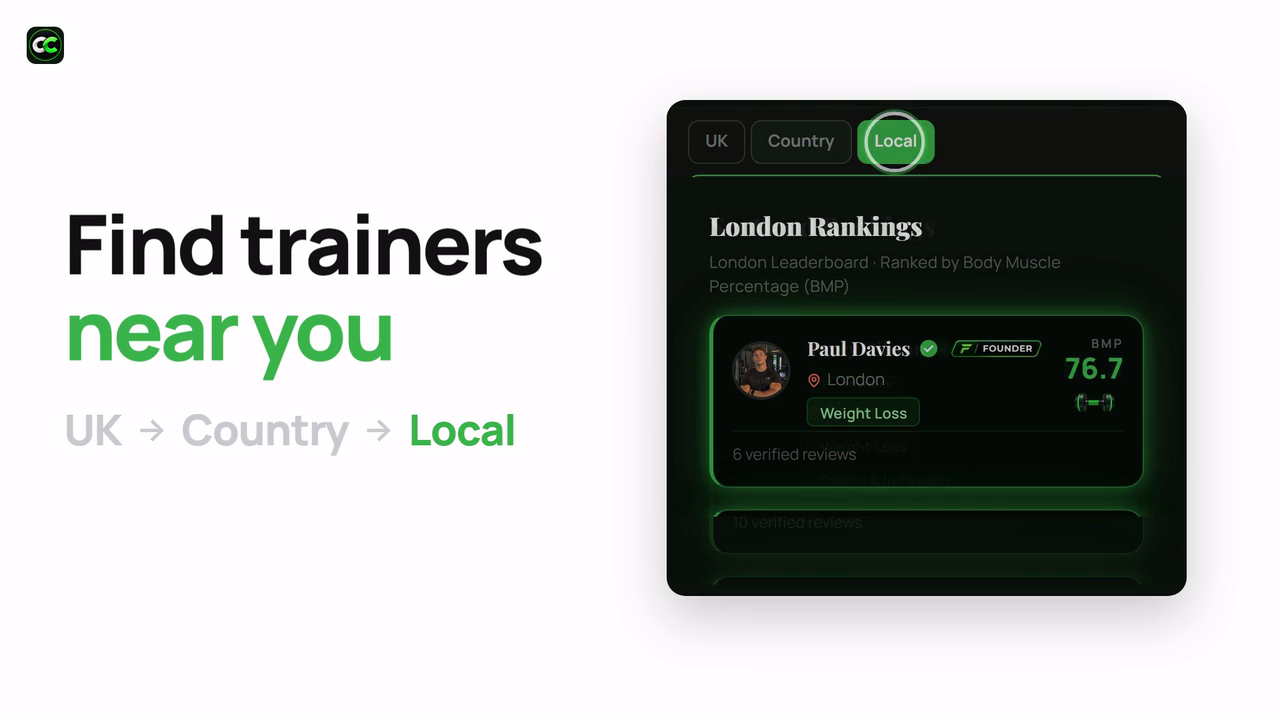 CC
Find trainers
near you
UK → Country → Local
UK
Country
Local
London Rankings
London Leaderboard · Ranked by Body Muscle
Percentage (BMP)
Paul Davies
FOUNDER
London
Weight Loss
BMP
76.7
6 verified reviews
10 verified reviews